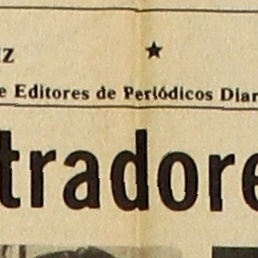 z ★
e Editores de Periódicos Diar
tradore